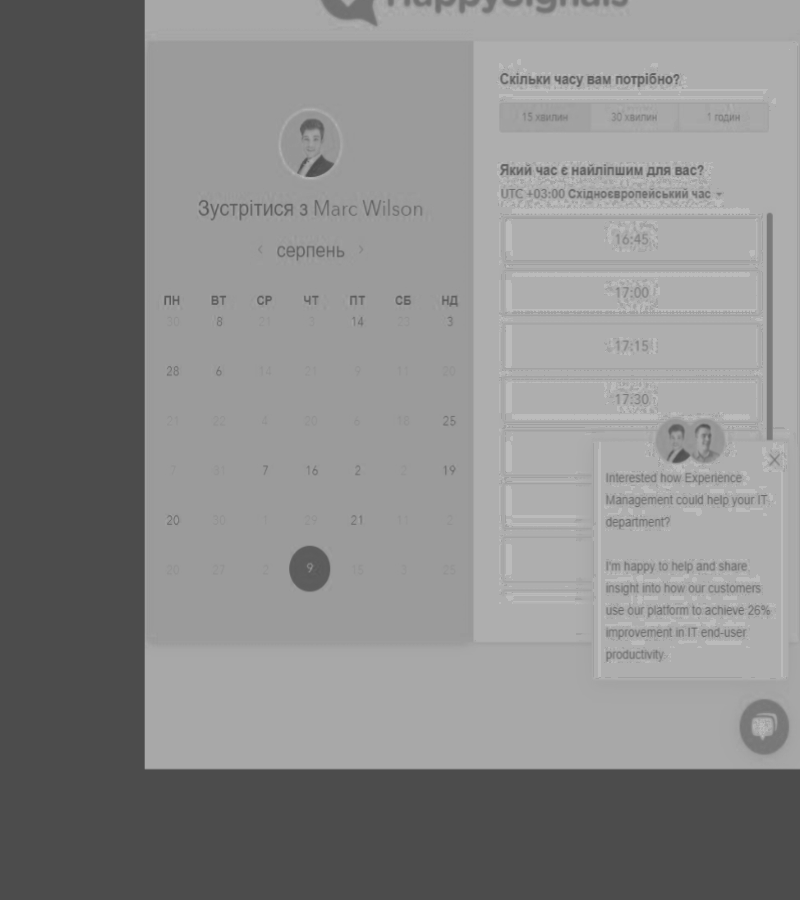 HappySignals
Зустрітися з Marc Wilson
серпень
ПН ВТ СР ЧТ ПТ СБ НД
30 8 21 3 14 23 3
28 6 14 21 9 11 20
21 22 4 20 6 18 25
7 31 7 16 2 2 19
20 30 29 21 11 2
20 27 2 9 15 3 25
Скільки часу вам потрібно?
15 хвилин 30 хвилин 1 годин
Який час є найліпшим для вас?
UTC +03:00 Східноєвропейський час
16:45
17:00
17:15
17:30
Interested how Experience
Management could help your IT
department?
I'm happy to help and share
insight into how our customers
use our platform to achieve 26%
improvement in IT end-user
productivity.